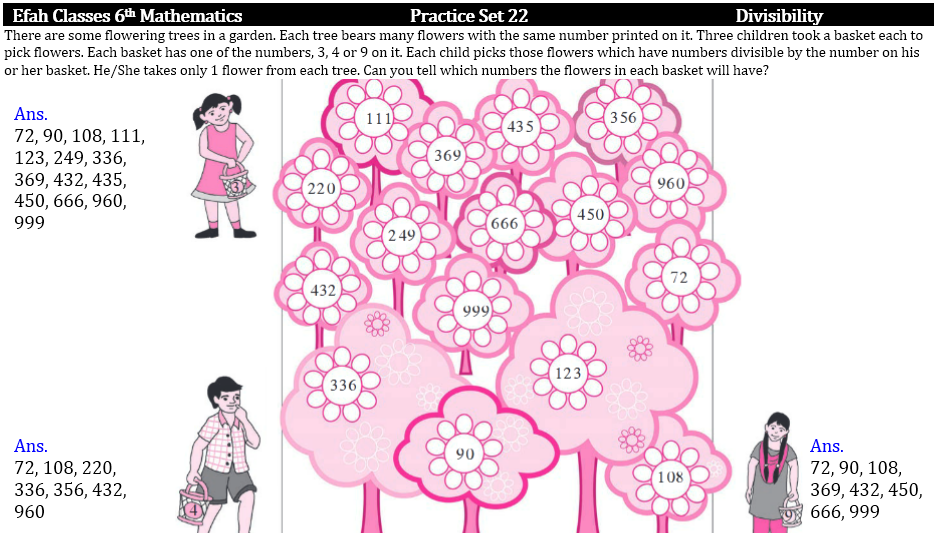 Efah Classes 6th Mathematics Practice Set 22 Divisibility
There are some flowering trees in a garden. Each tree bears many flowers with the same number printed on it. Three children took a basket each to
pick flowers. Each basket has one of the numbers, 3, 4 or 9 on it. Each child picks those flowers which have numbers divisible by the number on his
or her basket. He/She takes only 1 flower from each tree. Can you tell which numbers the flowers in each basket will have?
Ans.
72, 90, 108, 111,
123, 249, 336,
369, 432, 435,
450, 666, 960,
999
3
111
435
356
369
220
960
450
666
249
72
432
999
336
123
90
108
Ans.
72, 108, 220,
336, 356, 432,
960
4
9
Ans.
72, 90, 108,
369, 432, 450,
666, 999